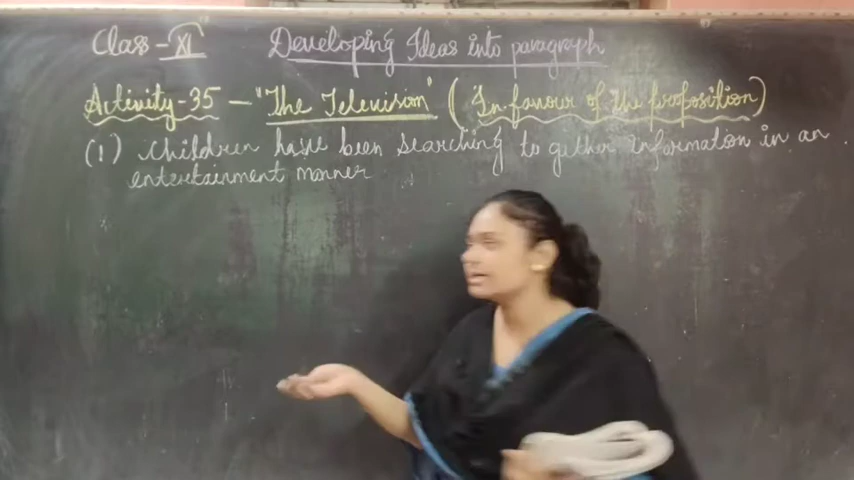 Class - XI Developing Ideas into paragraph
Activity - 35 - "The Television" (In favour of the Proposition)
(1) Children have been searching to gether information in an
entertainment manner